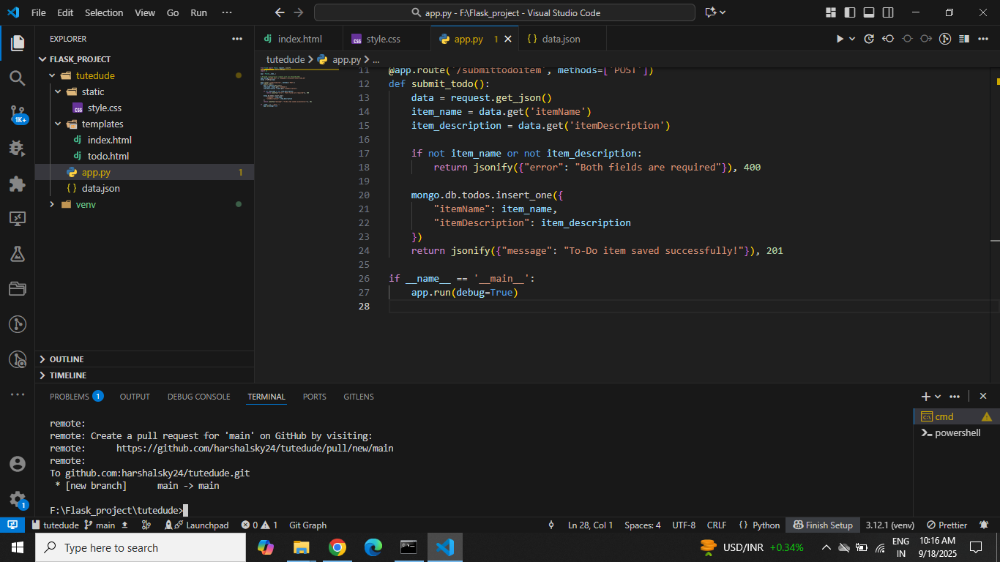 File Edit Selection View Go Run ··· app.py - F:\Flask_project - Visual Studio Code
EXPLORER ···
FLASK_PROJECT
tutedude
static
style.css
templates
index.html
todo.html
app.py 1
data.json
venv
OUTLINE
TIMELINE
1K+
1
index.html style.css app.py 1 data.json
tutedude > app.py > ...
11 @app.route('/submittodoitem', methods=['POST'])
12 def submit_todo():
13 data = request.get_json()
14 item_name = data.get('itemName')
15 item_description = data.get('itemDescription')
16
17 if not item_name or not item_description:
18 return jsonify({"error": "Both fields are required"}), 400
19
20 mongo.db.todos.insert_one({
21 "itemName": item_name,
22 "itemDescription": item_description
23 })
24 return jsonify({"message": "To-Do item saved successfully!"}), 201
25
26 if __name__ == '__main__':
27 app.run(debug=True)
28
PROBLEMS 1 OUTPUT DEBUG CONSOLE TERMINAL PORTS GITLENS
remote:
remote: Create a pull request for 'main' on GitHub by visiting:
remote: https://github.com/harshalsky24/tutedude/pull/new/main
remote:
To github.com:harshalsky24/tutedude.git
* [new branch] main -> main
F:\Flask_project\tutedude>
cmd
powershell
tutedude main Launchpad 0 1 Git Graph Ln 28, Col 1 Spaces: 4 UTF-8 CRLF {} Python Finish Setup 3.12.1 (venv) Prettier
Type here to search
USD/INR +0.34%
ENG
IN
10:16 AM
9/18/2025